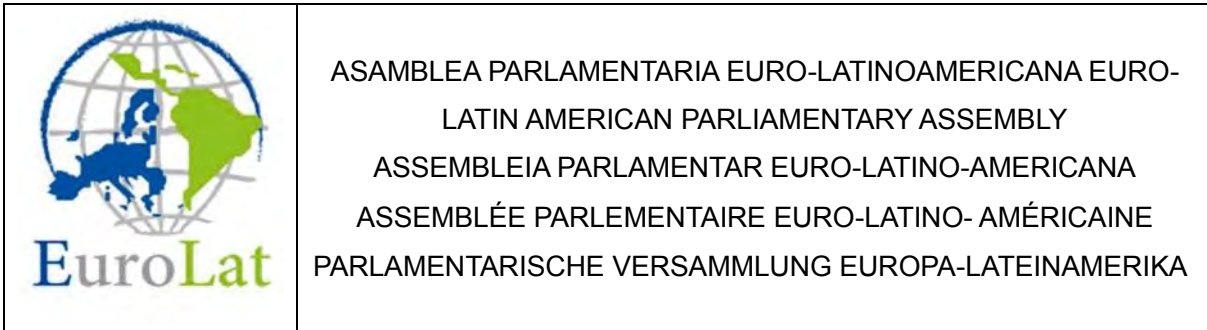 EuroLat
ASAMBLEA PARLAMENTARIA EURO-LATINOAMERICANA EURO-
LATIN AMERICAN PARLIAMENTARY ASSEMBLY
ASSEMBLEIA PARLAMENTAR EURO-LATINO-AMERICANA
ASSEMBLÉE PARLEMENTAIRE EURO-LATINO- AMÉRICAINE
PARLAMENTARISCHE VERSAMMLUNG EUROPA-LATEINAMERIKA